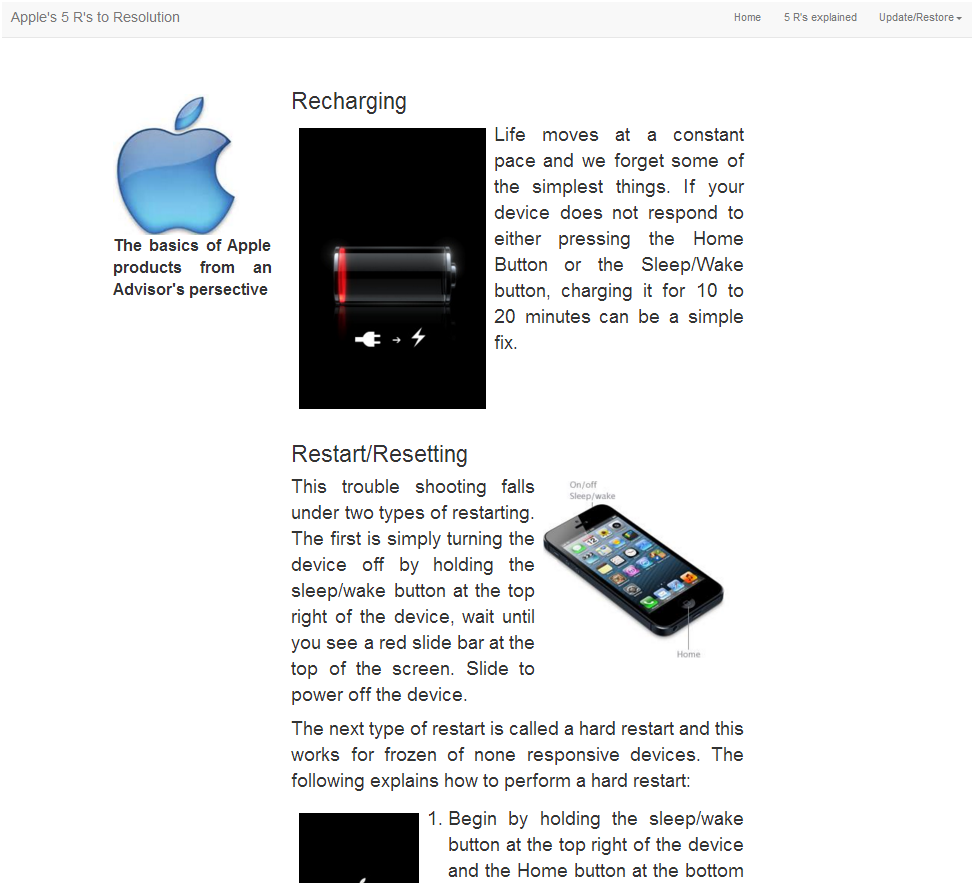 Apple's 5 R's to Resolution
Home
5 R's explained
Update/Restore
The basics of Apple
products from an
Advisor's persective
Recharging
Life moves at a constant
pace and we forget some of
the simplest things. If your
device does not respond to
either pressing the Home
Button or the Sleep/Wake
button, charging it for 10 to
20 minutes can be a simple
fix.
Restart/Resetting
This trouble shooting falls
under two types of restarting.
The first is simply turning the
device off by holding the
sleep/wake button at the top
right of the device, wait until
you see a red slide bar at the
top of the screen. Slide to
power off the device.
On/off
Sleep/wake
Home
The next type of restart is called a hard restart and this
works for frozen of none responsive devices. The
following explains how to perform a hard restart:
1. Begin by holding the sleep/wake
button at the top right of the device
and the Home button at the bottom